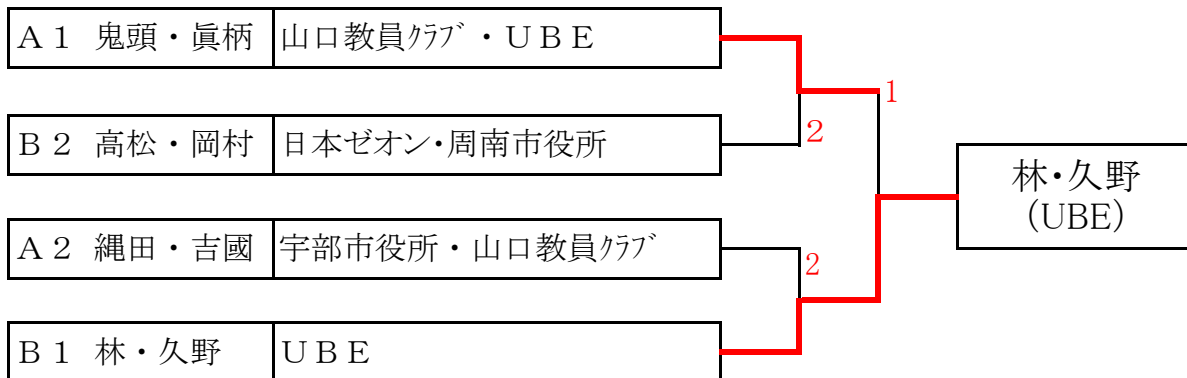 Ａ１ 鬼頭・眞柄 山口教員ｸﾗﾌﾞ・ＵＢＥ
1
Ｂ２ 高松・岡村 日本ゼオン・周南市役所
2
林・久野
(UBE)
Ａ２ 縄田・吉國 宇部市役所・山口教員ｸﾗﾌﾞ
2
Ｂ１ 林・久野 ＵＢＥ